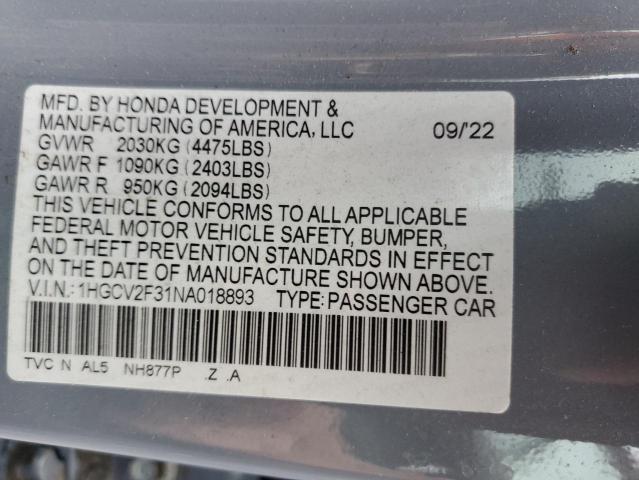 MFD. BY HONDA DEVELOPMENT &
MANUFACTURING OF AMERICA, LLC 09/'22
GVWR 2030KG (4475LBS)
GAWR F 1090KG (2403LBS)
GAWR R 950KG (2094LBS)
THIS VEHICLE CONFORMS TO ALL APPLICABLE
FEDERAL MOTOR VEHICLE SAFETY, BUMPER,
AND THEFT PREVENTION STANDARDS IN EFFECT
ON THE DATE OF MANUFACTURE SHOWN ABOVE.
V.I.N.:1HGCV2F31NA018893 TYPE:PASSENGER CAR
TVC N AL5 NH877P .Z .A